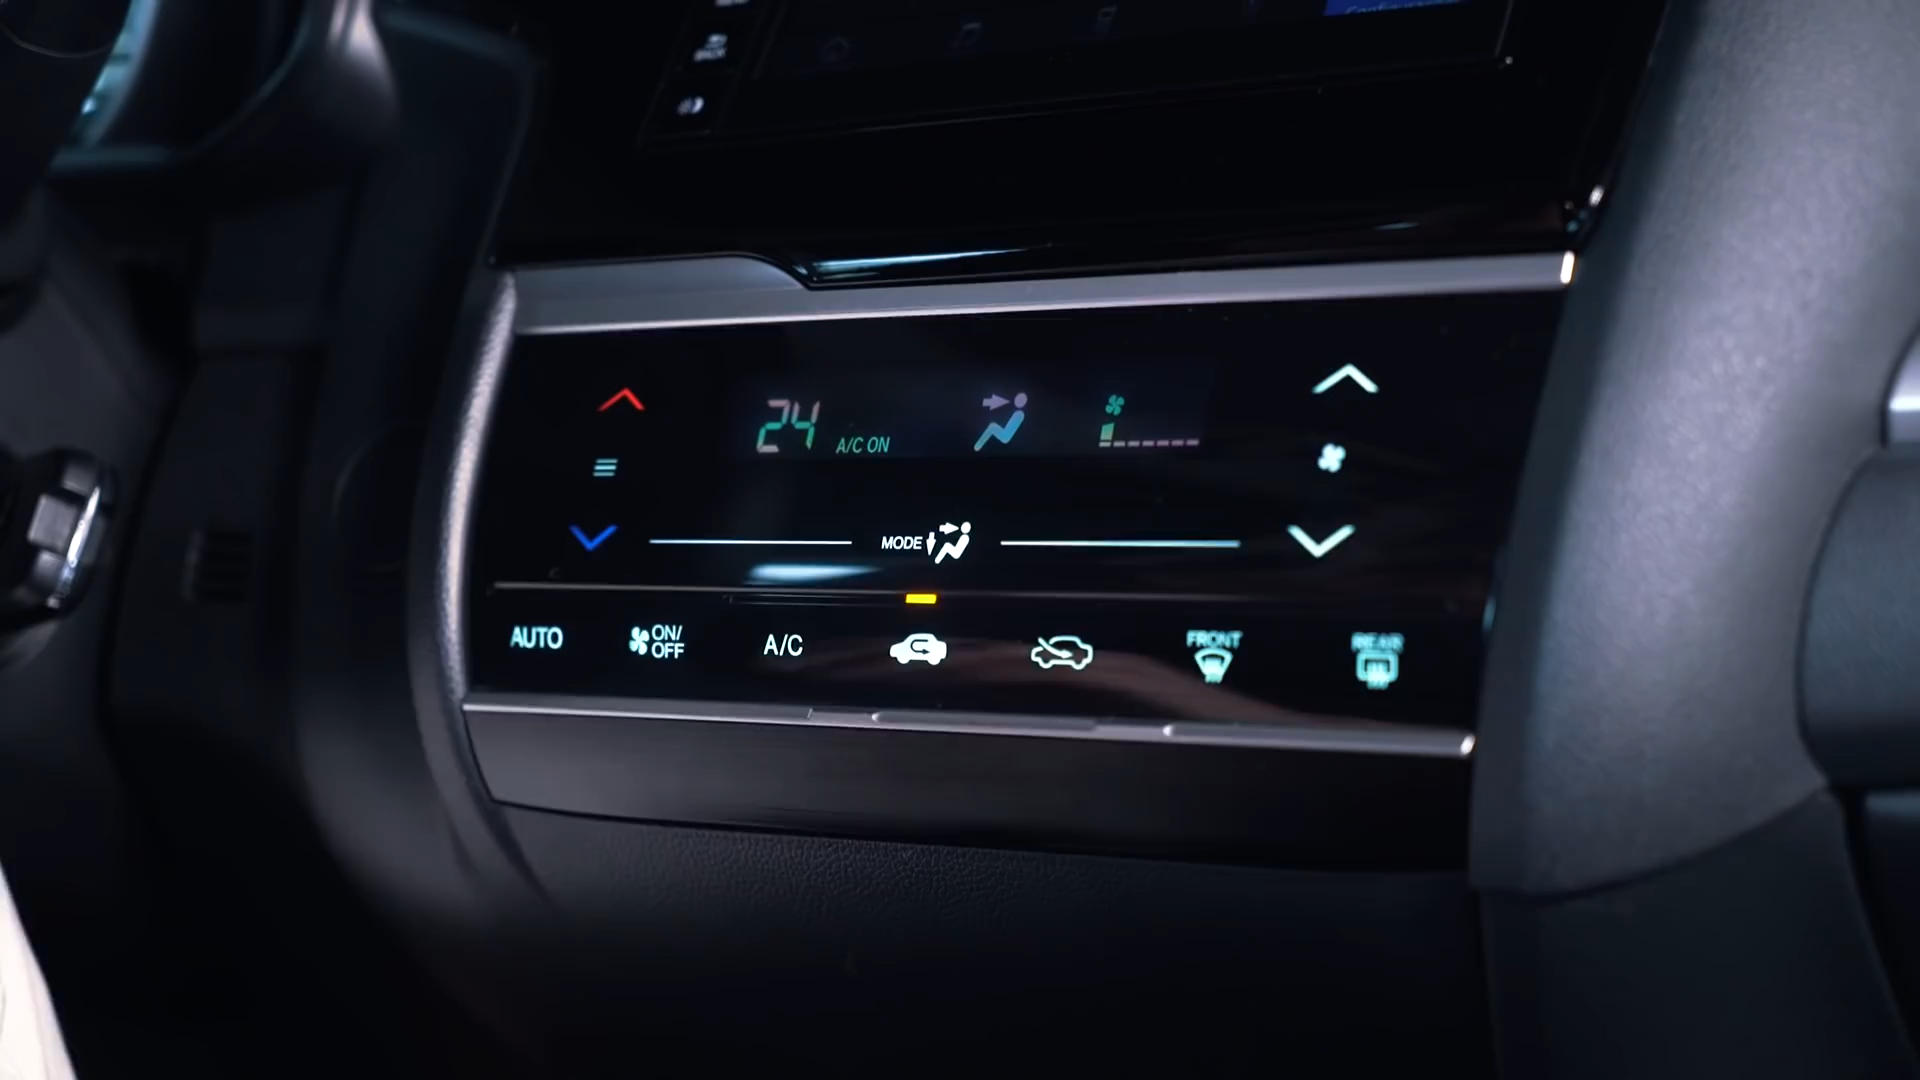 24 A/C ON
MODE
AUTO
ON/
OFF
A/C
FRONT
REAR